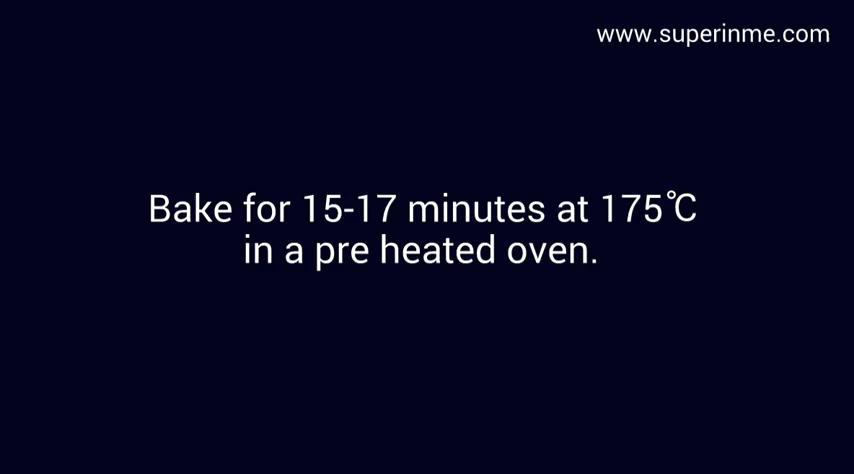 www.superinme.com
Bake for 15-17 minutes at 175℃
in a pre heated oven.